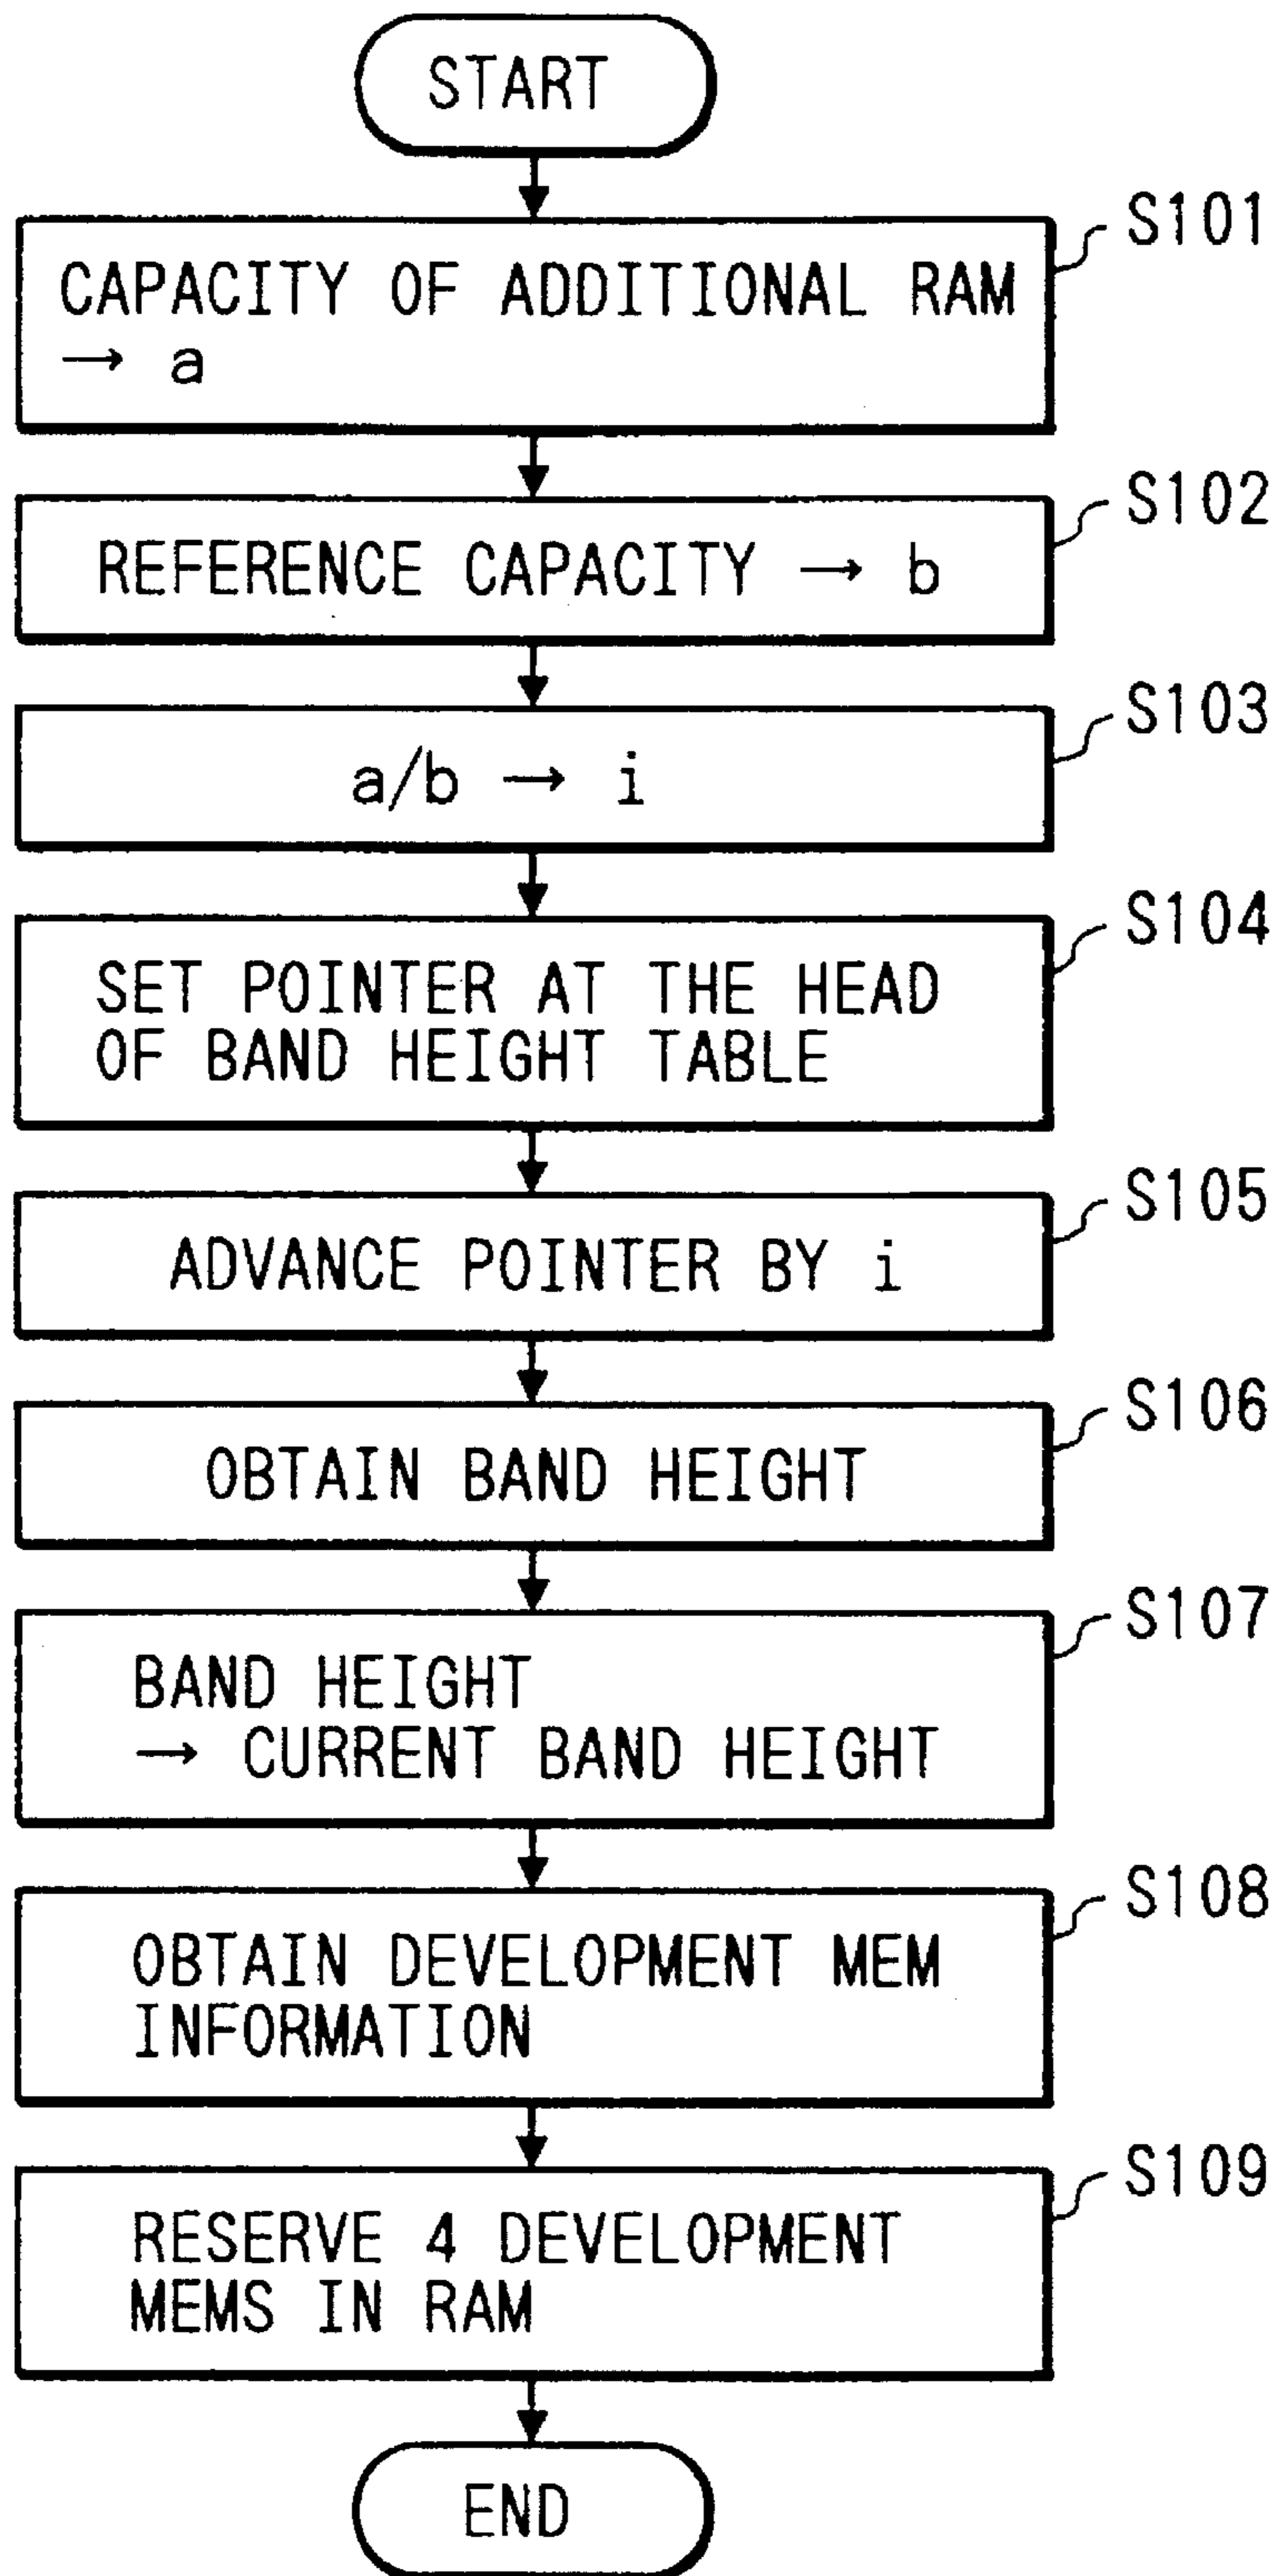 START
S101
CAPACITY OF ADDITIONAL RAM
→ a
S102
REFERENCE CAPACITY → b
S103
a/b → i
S104
SET POINTER AT THE HEAD
OF BAND HEIGHT TABLE
S105
ADVANCE POINTER BY i
S106
OBTAIN BAND HEIGHT
S107
BAND HEIGHT
→ CURRENT BAND HEIGHT
S108
OBTAIN DEVELOPMENT MEM
INFORMATION
S109
RESERVE 4 DEVELOPMENT
MEMS IN RAM
END